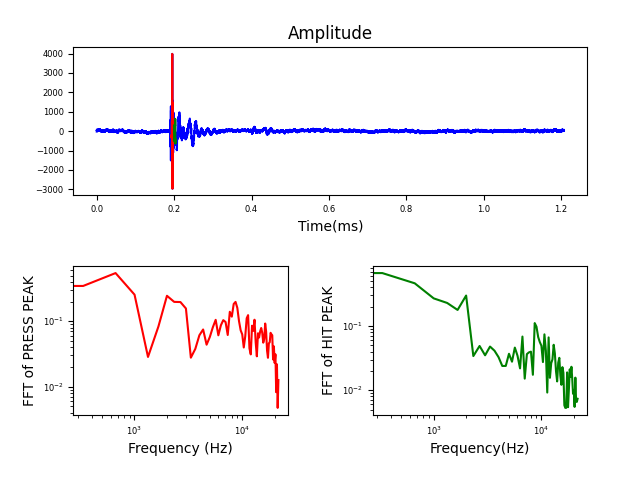 Amplitude
4000
3000
2000
1000
0
−1000
−2000
−3000
0.0 0.2 0.4 0.6 0.8 1.0 1.2
Time(ms)
FFT of PRESS PEAK
10⁻¹
10⁻²
10³ 10⁴
Frequency (Hz)
FFT of HIT PEAK
10⁻¹
10⁻²
10³ 10⁴
Frequency(Hz)